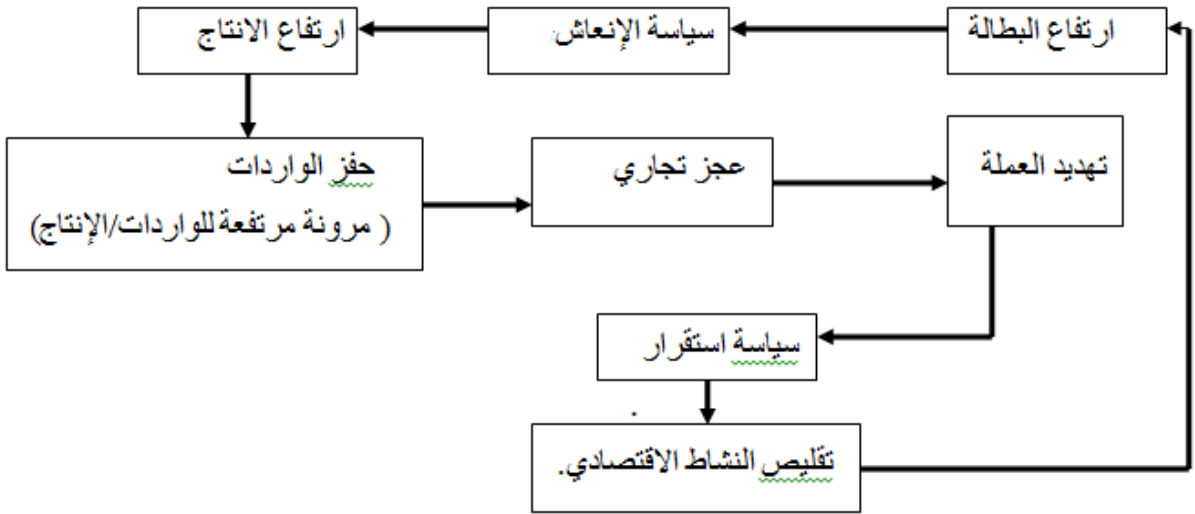 ارتفاع البطالة
سياسة الإنعاش
ارتفاع الانتاج
حفز الواردات
( مرونة مرتفعة للواردات/الإنتاج)
عجز تجاري
تهديد العملة
سياسة استقرار
تقليص النشاط الاقتصادي.